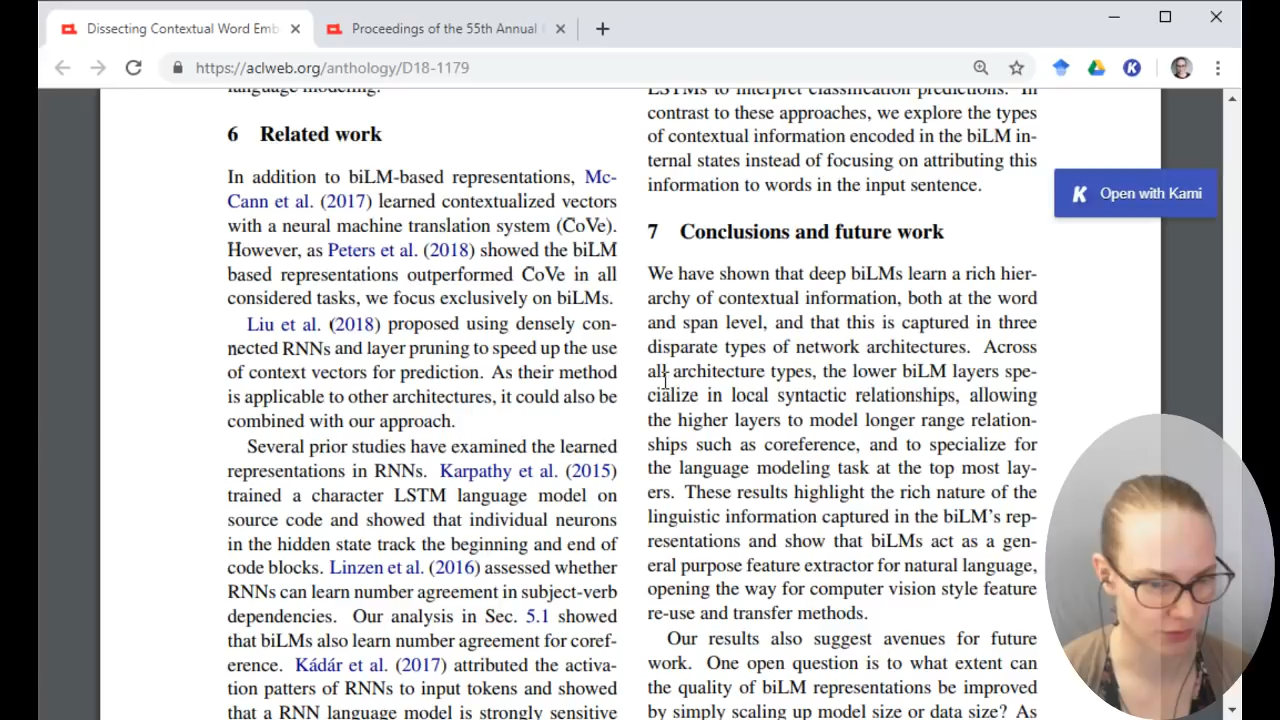 Dissecting Contextual Word Emb
Proceedings of the 55th Annual
https://aclweb.org/anthology/D18-1179
language modeling.
6 Related work
In addition to biLM-based representations, Mc-
Cann et al. (2017) learned contextualized vectors
with a neural machine translation system (CoVe).
However, as Peters et al. (2018) showed the biLM
based representations outperformed CoVe in all
considered tasks, we focus exclusively on biLMs.
Liu et al. (2018) proposed using densely con-
nected RNNs and layer pruning to speed up the use
of context vectors for prediction. As their method
is applicable to other architectures, it could also be
combined with our approach.
Several prior studies have examined the learned
representations in RNNs. Karpathy et al. (2015)
trained a character LSTM language model on
source code and showed that individual neurons
in the hidden state track the beginning and end of
code blocks. Linzen et al. (2016) assessed whether
RNNs can learn number agreement in subject-verb
dependencies. Our analysis in Sec. 5.1 showed
that biLMs also learn number agreement for coref-
erence. Kádár et al. (2017) attributed the activa-
tion patters of RNNs to input tokens and showed
that a RNN language model is strongly sensitive
LSTMs to interpret classification predictions. In
contrast to these approaches, we explore the types
of contextual information encoded in the biLM in-
ternal states instead of focusing on attributing this
information to words in the input sentence.
7 Conclusions and future work
We have shown that deep biLMs learn a rich hier-
archy of contextual information, both at the word
and span level, and that this is captured in three
disparate types of network architectures. Across
all architecture types, the lower biLM layers spe-
cialize in local syntactic relationships, allowing
the higher layers to model longer range relation-
ships such as coreference, and to specialize for
the language modeling task at the top most lay-
ers. These results highlight the rich nature of the
linguistic information captured in the biLM's rep-
resentations and show that biLMs act as a gen-
eral purpose feature extractor for natural language,
opening the way for computer vision style feature
re-use and transfer methods.
Our results also suggest avenues for future
work. One open question is to what extent can
the quality of biLM representations be improved
by simply scaling up model size or data size? As
K Open with Kami